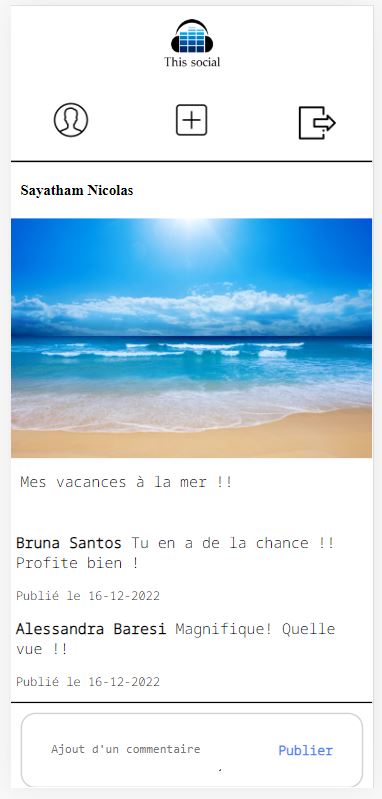 This social
Sayatham Nicolas
Mes vacances à la mer !!
Bruna Santos Tu en a de la chance !!
Profite bien !
Publié le 16-12-2022
Alessandra Baresi Magnifique! Quelle
vue !!
Publié le 16-12-2022
Ajout d'un commentaire
Publier